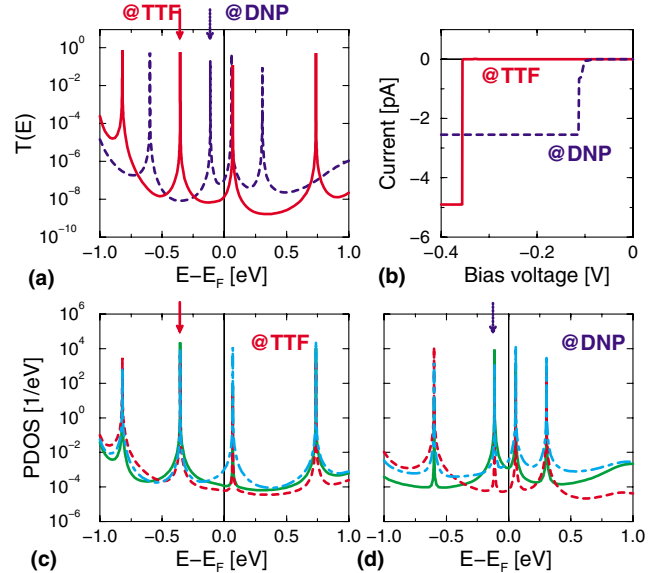 @TTF @DNP
10^2
10^0
10^-2
10^-4
10^-6
10^-8
10^-10
T(E)
-1.0 -0.5 0.0 0.5 1.0
E-E_F [eV]
(a)
0
-2
-4
-6
Current [pA]
@TTF
@DNP
-0.4 -0.2 0
Bias voltage [V]
(b)
10^6
10^4
10^2
10^0
10^-2
10^-4
10^-6
PDOS [1/eV]
@TTF
-1.0 -0.5 0.0 0.5 1.0
E-E_F [eV]
(c)
@DNP
-1.0 -0.5 0.0 0.5 1.0
E-E_F [eV]
(d)